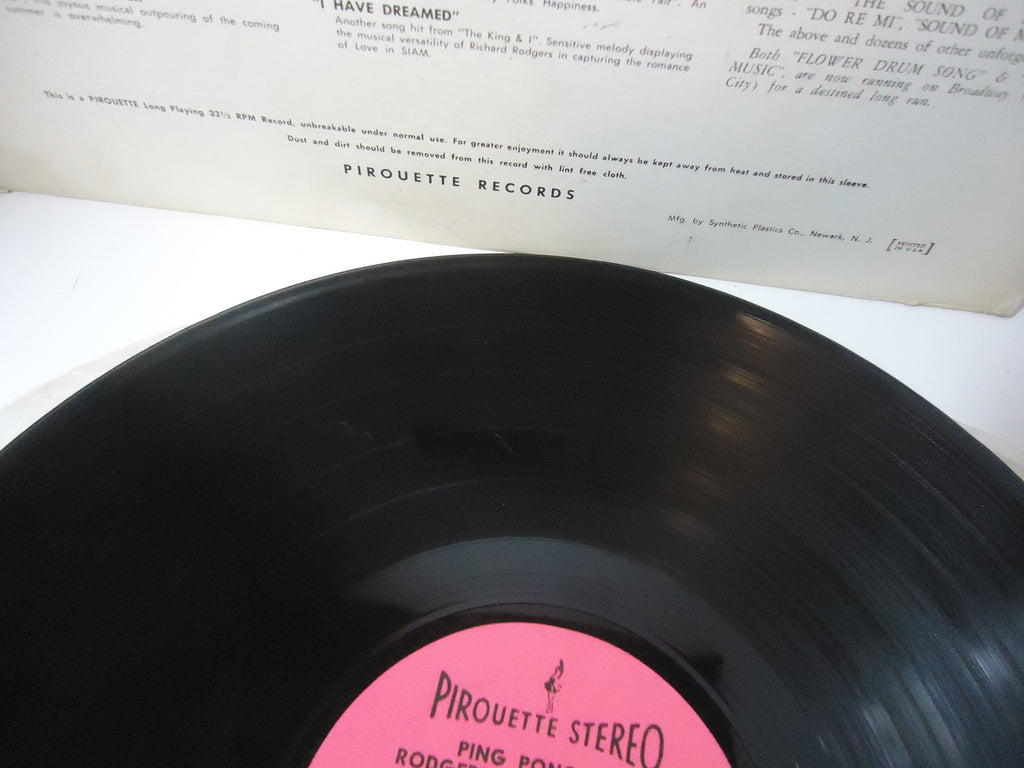 Folks Happiness. An
this joyous musical outpouring of the coming
summer is overwhelming.
"I HAVE DREAMED"
Another song hit from "The King & I". Sensitive melody displaying
the musical versatility of Richard Rodgers in capturing the romance
of Love in SIAM.
THE SOUND OF
songs - "DO RE MI", "SOUND OF M
The above and dozens of other unforg
Both "FLOWER DRUM SONG" &
MUSIC", are now running on Broadway
City) for a destined long run.
This is a PIROUETTE Long Playing 33⅓ RPM Record, unbreakable under normal use. For greater enjoyment it should always be kept away from heat and stored in this sleeve.
Dust and dirt should be removed from this record with lint free cloth.
PIROUETTE RECORDS
Mfg. by Synthetic Plastics Co., Newark, N. J. [PRINTED
IN U.S.A.]
PIROUETTE STEREO
PING PONG
RODGE